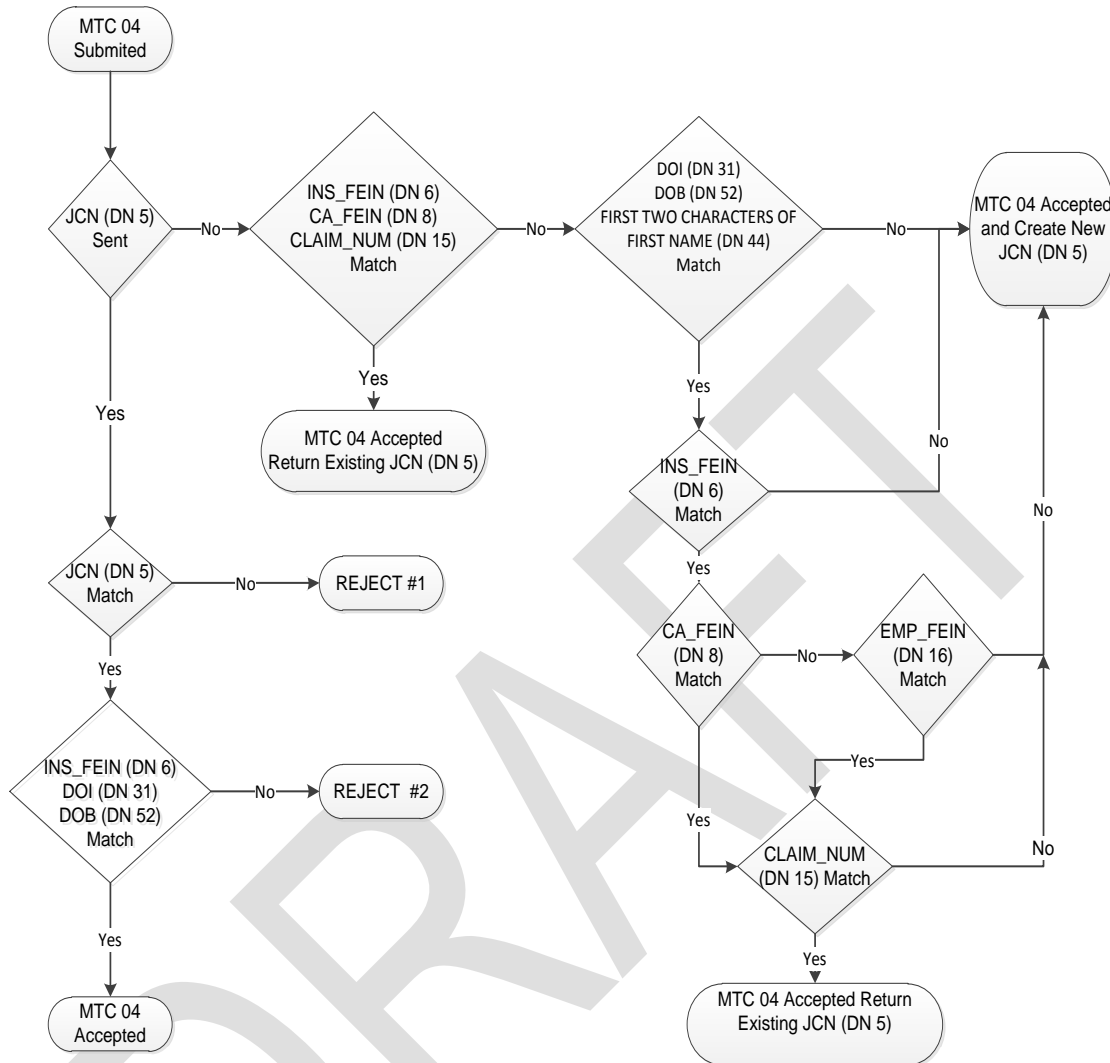 MTC 04
Submited
JCN (DN 5)
Sent
No
INS_FEIN (DN 6)
CA_FEIN (DN 8)
CLAIM_NUM (DN 15)
Match
No
DOI (DN 31)
DOB (DN 52)
FIRST TWO CHARACTERS OF
FIRST NAME (DN 44)
Match
No
MTC 04 Accepted
and Create New
JCN (DN 5)
Yes
Yes
MTC 04 Accepted
Return Existing JCN (DN 5)
Yes
INS_FEIN
(DN 6)
Match
No
No
JCN (DN 5)
Match
No
REJECT #1
Yes
Yes
CA_FEIN
(DN 8)
Match
No
EMP_FEIN
(DN 16)
Match
INS_FEIN (DN 6)
DOI (DN 31)
DOB (DN 52)
Match
No
REJECT #2
Yes
Yes
CLAIM_NUM
(DN 15) Match
No
Yes
MTC 04
Accepted
Yes
MTC 04 Accepted Return
Existing JCN (DN 5)
DRAFT